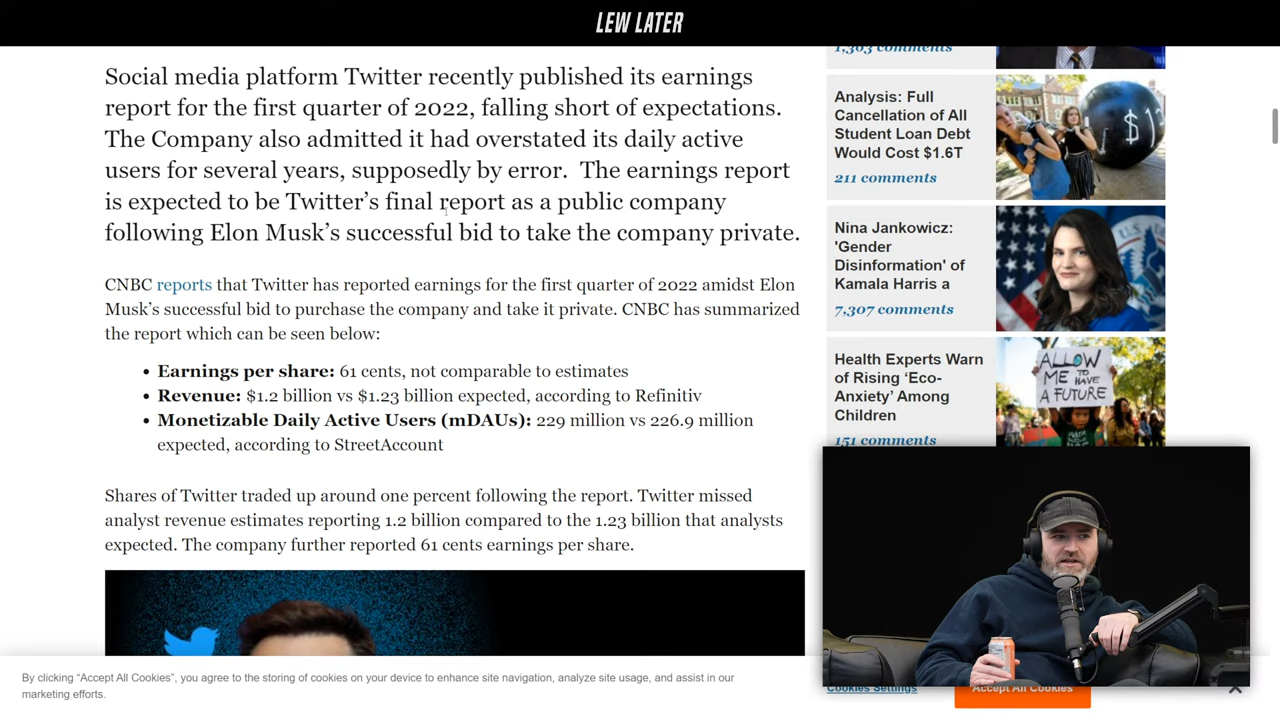 LEW LATER
Social media platform Twitter recently published its earnings
report for the first quarter of 2022, falling short of expectations.
The Company also admitted it had overstated its daily active
users for several years, supposedly by error.  The earnings report
is expected to be Twitter’s final report as a public company
following Elon Musk’s successful bid to take the company private.
CNBC reports that Twitter has reported earnings for the first quarter of 2022 amidst Elon
Musk’s successful bid to purchase the company and take it private. CNBC has summarized
the report which can be seen below:
• Earnings per share: 61 cents, not comparable to estimates
• Revenue: $1.2 billion vs $1.23 billion expected, according to Refinitiv
• Monetizable Daily Active Users (mDAUs): 229 million vs 226.9 million
expected, according to StreetAccount
Shares of Twitter traded up around one percent following the report. Twitter missed
analyst revenue estimates reporting 1.2 billion compared to the 1.23 billion that analysts
expected. The company further reported 61 cents earnings per share.
1,363 comments
Analysis: Full
Cancellation of All
Student Loan Debt
Would Cost $1.6T
211 comments
Nina Jankowicz:
'Gender
Disinformation' of
Kamala Harris a
7,307 comments
Health Experts Warn
of Rising ‘Eco-
Anxiety’ Among
Children
151 comments
ALLOW
ME TO
HAVE
A FUTURE
By clicking “Accept All Cookies”, you agree to the storing of cookies on your device to enhance site navigation, analyze site usage, and assist in our
marketing efforts.
Cookies Settings
Accept All Cookies